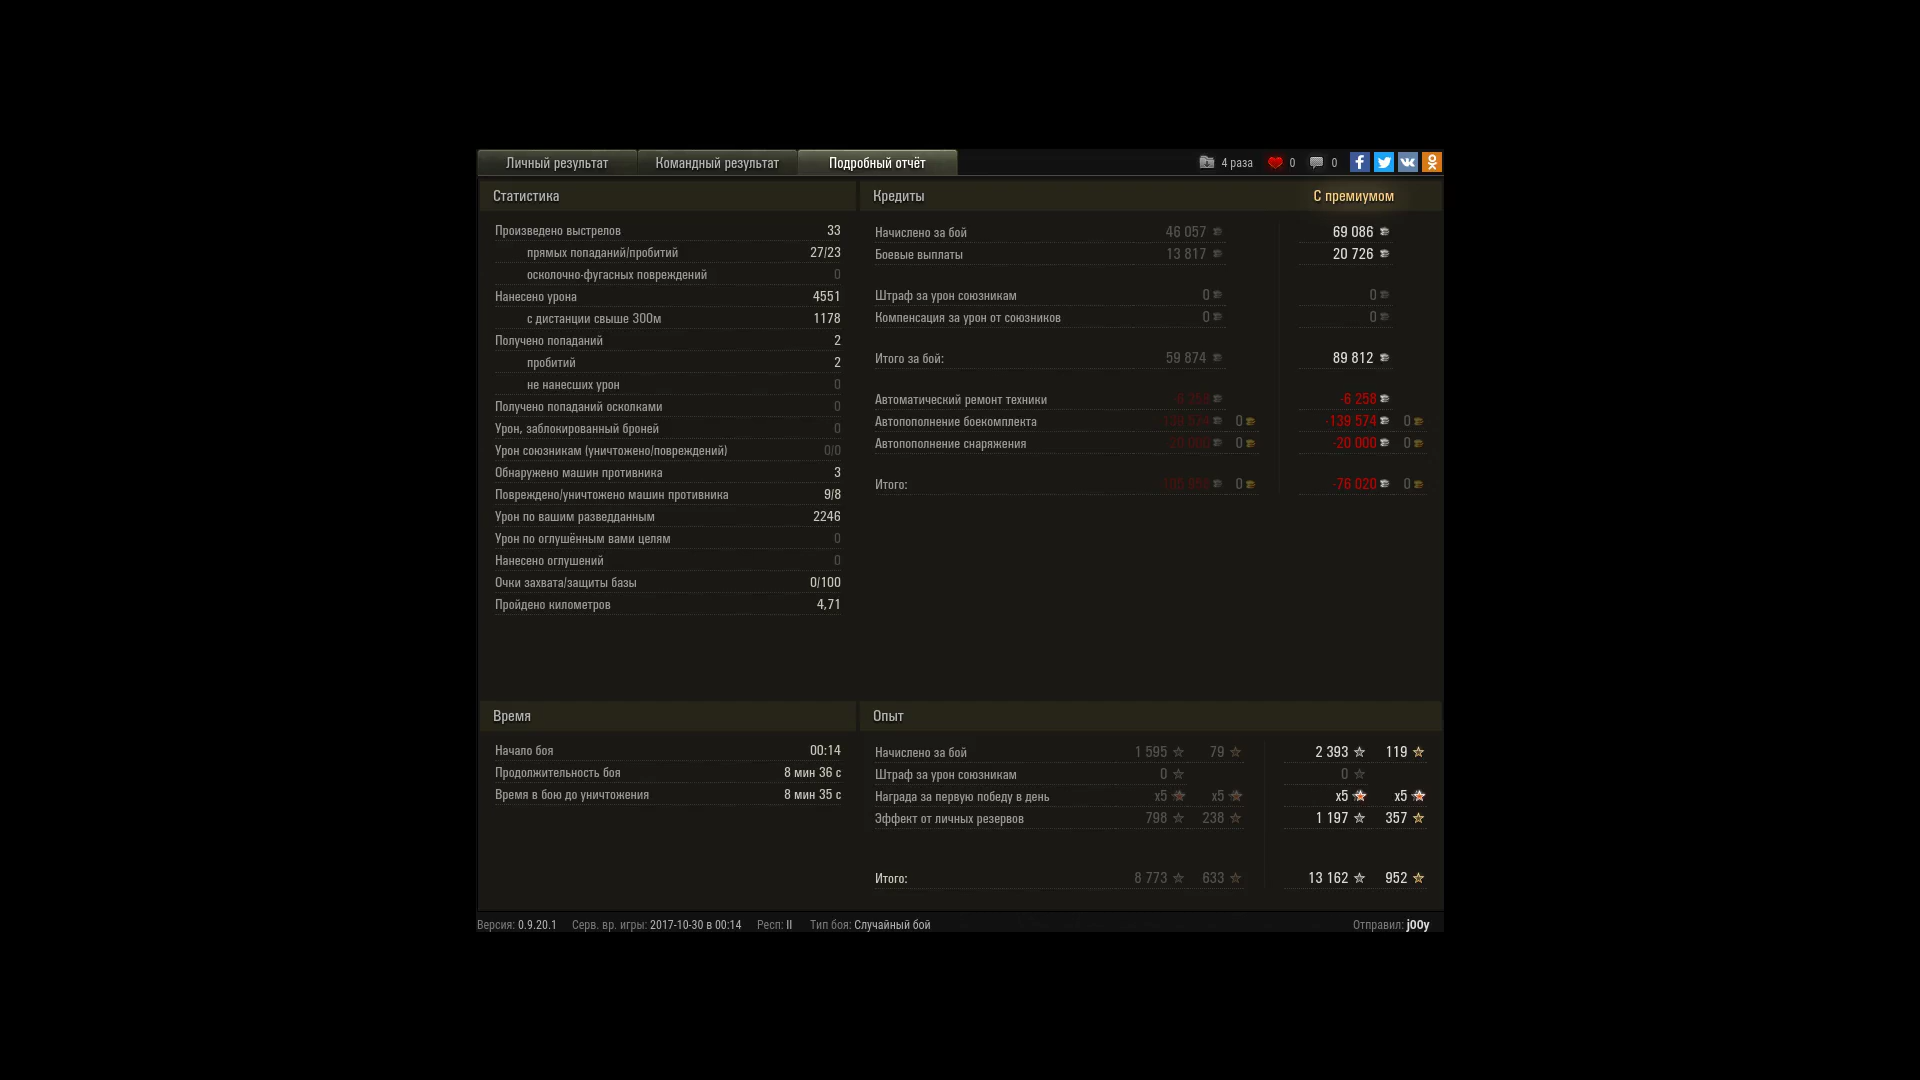 Личный результат Командный результат Подробный отчёт 4 раза 0 0
Статистика
Произведено выстрелов 33
прямых попаданий/пробитий 27/23
осколочно-фугасных повреждений 0
Нанесено урона 4551
с дистанции свыше 300м 1178
Получено попаданий 2
пробитий 2
не нанесших урон 0
Получено попаданий осколками 0
Урон, заблокированный броней 0
Урон союзникам (уничтожено/повреждений) 0/0
Обнаружено машин противника 3
Повреждено/уничтожено машин противника 9/8
Урон по вашим разведданным 2246
Урон по оглушённым вами целям 0
Нанесено оглушений 0
Очки захвата/защиты базы 0/100
Пройдено километров 4,71
Кредиты С премиумом
Начислено за бой 46 057 69 086
Боевые выплаты 13 817 20 726
Штраф за урон союзникам 0 0
Компенсация за урон от союзников 0 0
Итого за бой: 59 874 89 812
Автоматический ремонт техники -6 258 -6 258
Автопополнение боекомплекта -139 574 0 -139 574 0
Автопополнение снаряжения -20 000 0 -20 000 0
Итого: 0 -76 020 0
Время
Начало боя 00:14
Продолжительность боя 8 мин 36 с
Время в бою до уничтожения 8 мин 35 с
Опыт
Начислено за бой 1 595 79 2 393 119
Штраф за урон союзникам 0 0
Награда за первую победу в день x5 x5 x5 x5
Эффект от личных резервов 798 238 1 197 357
Итого: 8 773 633 13 162 952
Версия: 0.9.20.1 Серв. вр. игры: 2017-10-30 в 00:14 Респ: II Тип боя: Случайный бой Отправил: j00y